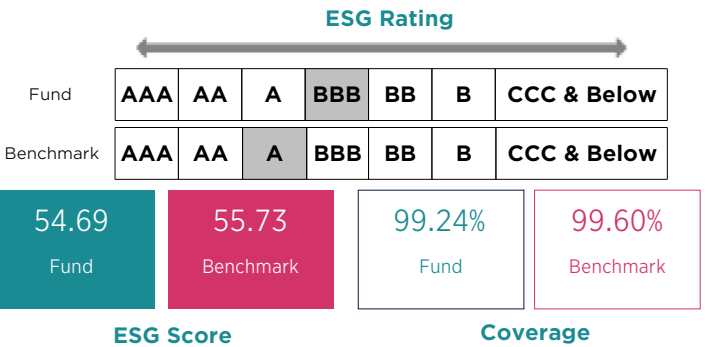 ESG Rating
Fund AAA AA A BBB BB B CCC & Below
Benchmark AAA AA A BBB BB B CCC & Below
54.69 55.73 99.24% 99.60%
Fund Benchmark Fund Benchmark
ESG Score Coverage